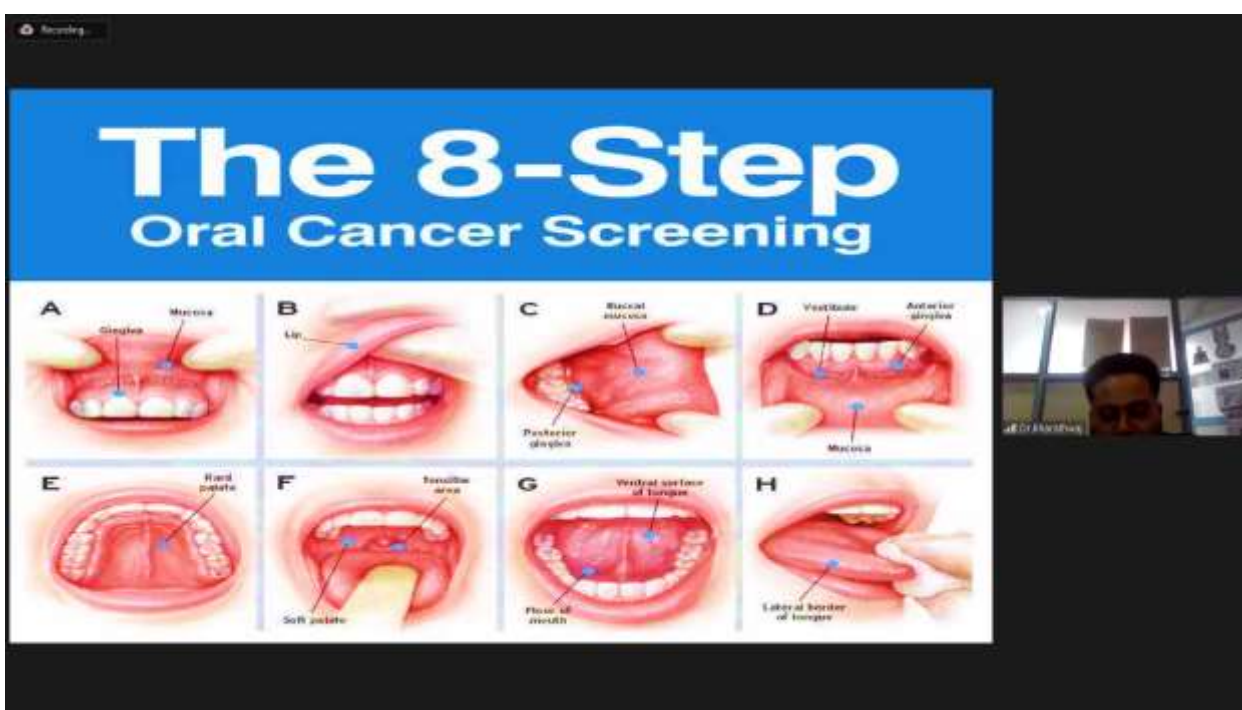 Recording...
The 8-Step
Oral Cancer Screening
A
Gingiva
Mucosa
B
Lip
C
Buccal
mucosa
Posterior
gingiva
D
Vestibule
Anterior
gingiva
Mucosa
E
Hard
palate
F
Tonsillar
area
Soft palate
G
Ventral surface
of tongue
Floor of
mouth
H
Lateral border
of tongue